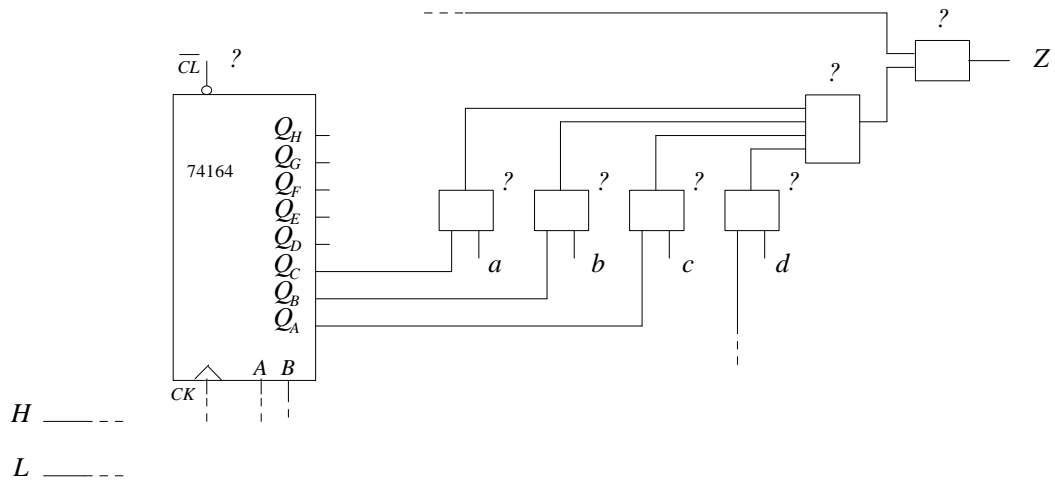 ?
Z
CL ?
?
Q_H
74164
Q_G
Q_F
? ? ? ?
Q_E
Q_D
Q_C
a b c d
Q_B
Q_A
A B
CK
H
L